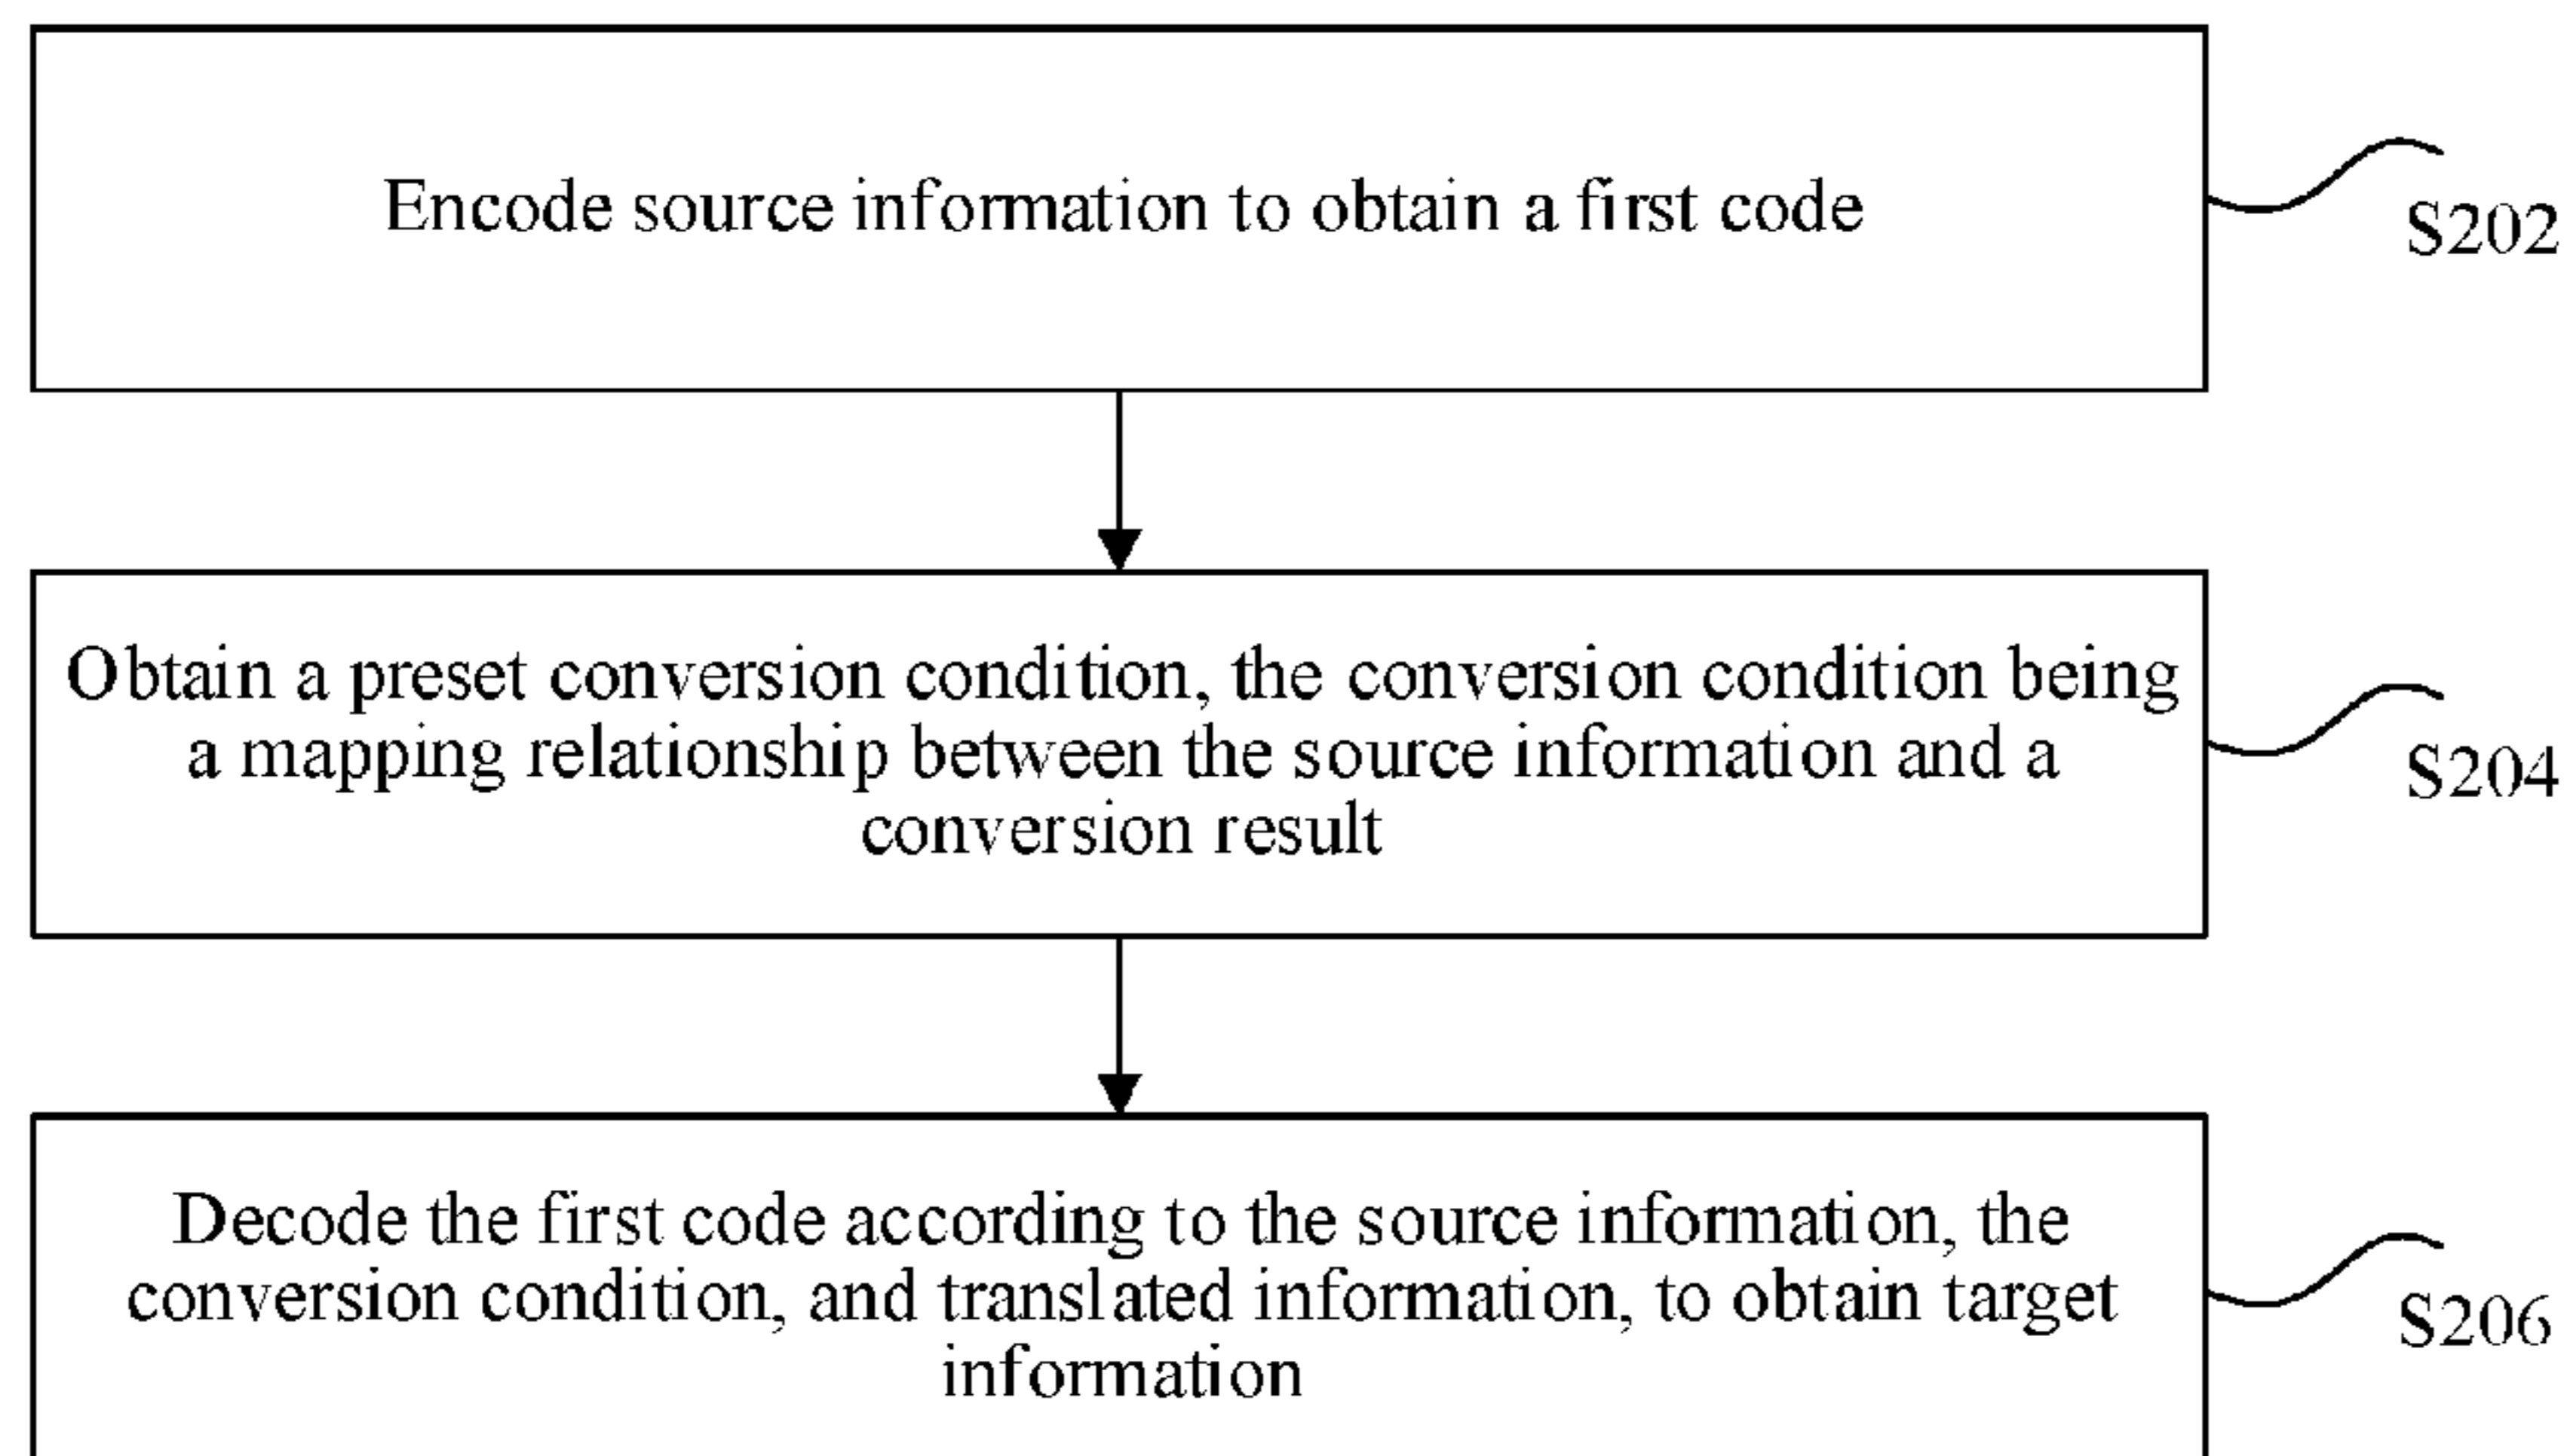 Encode source information to obtain a first code
S202
Obtain a preset conversion condition, the conversion condition being
a mapping relationship between the source information and a
conversion result
S204
Decode the first code according to the source information, the
conversion condition, and translated information, to obtain target
information
S206